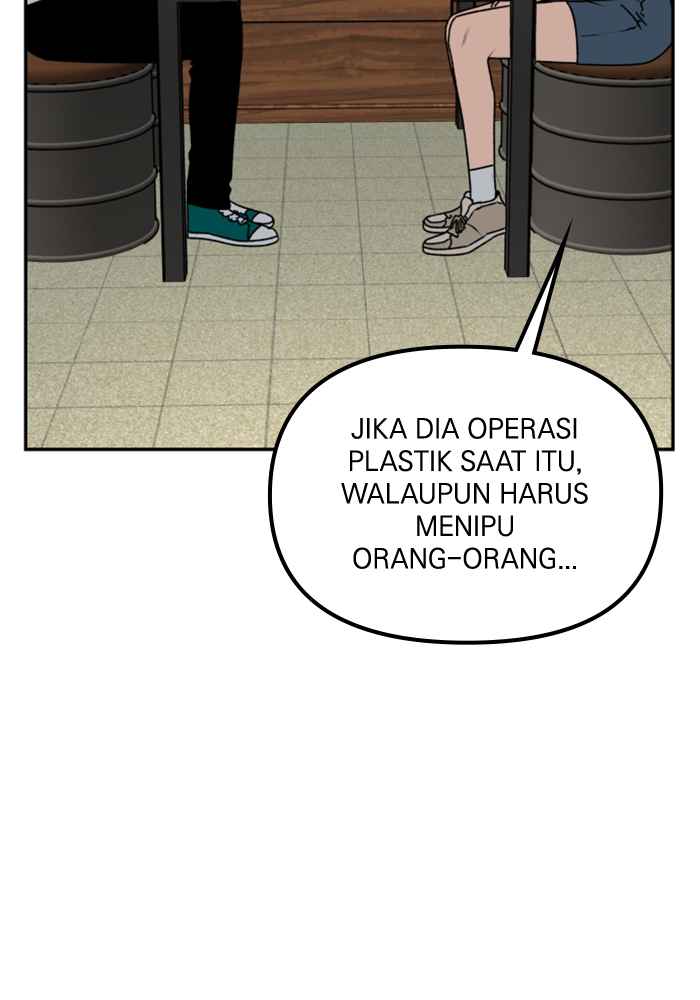 JIKA DIA OPERASI
PLASTIK SAAT ITU,
WALAUPUN HARUS
MENIPU
ORANG-ORANG...